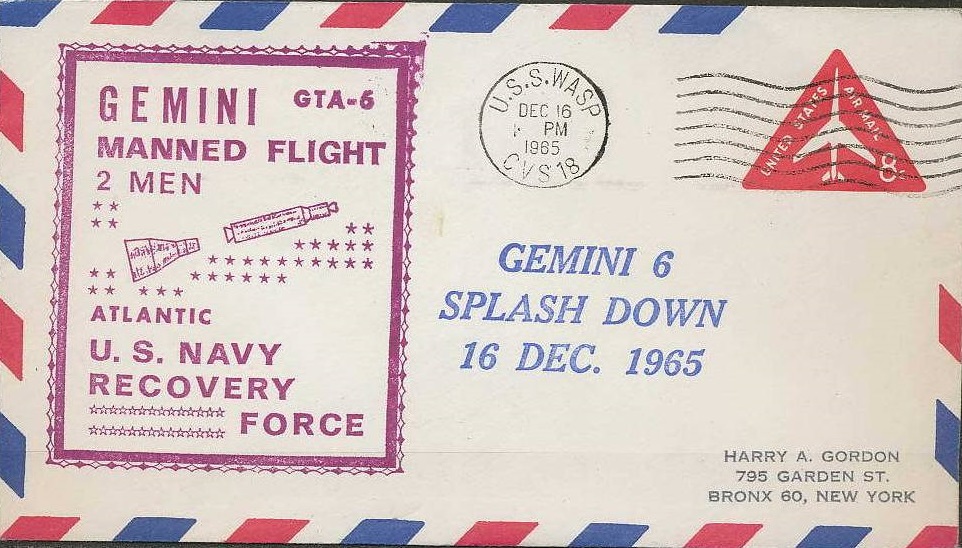 GEMINI GTA-6
MANNED FLIGHT
2 MEN
ATLANTIC
U. S. NAVY
RECOVERY
FORCE
U.S.S. WASP
DEC 16
PM
1965
CVS 18
UNITED STATES AIR MAIL
8¢
GEMINI 6
SPLASH DOWN
16 DEC. 1965
HARRY A. GORDON
795 GARDEN ST.
BRONX 60, NEW YORK